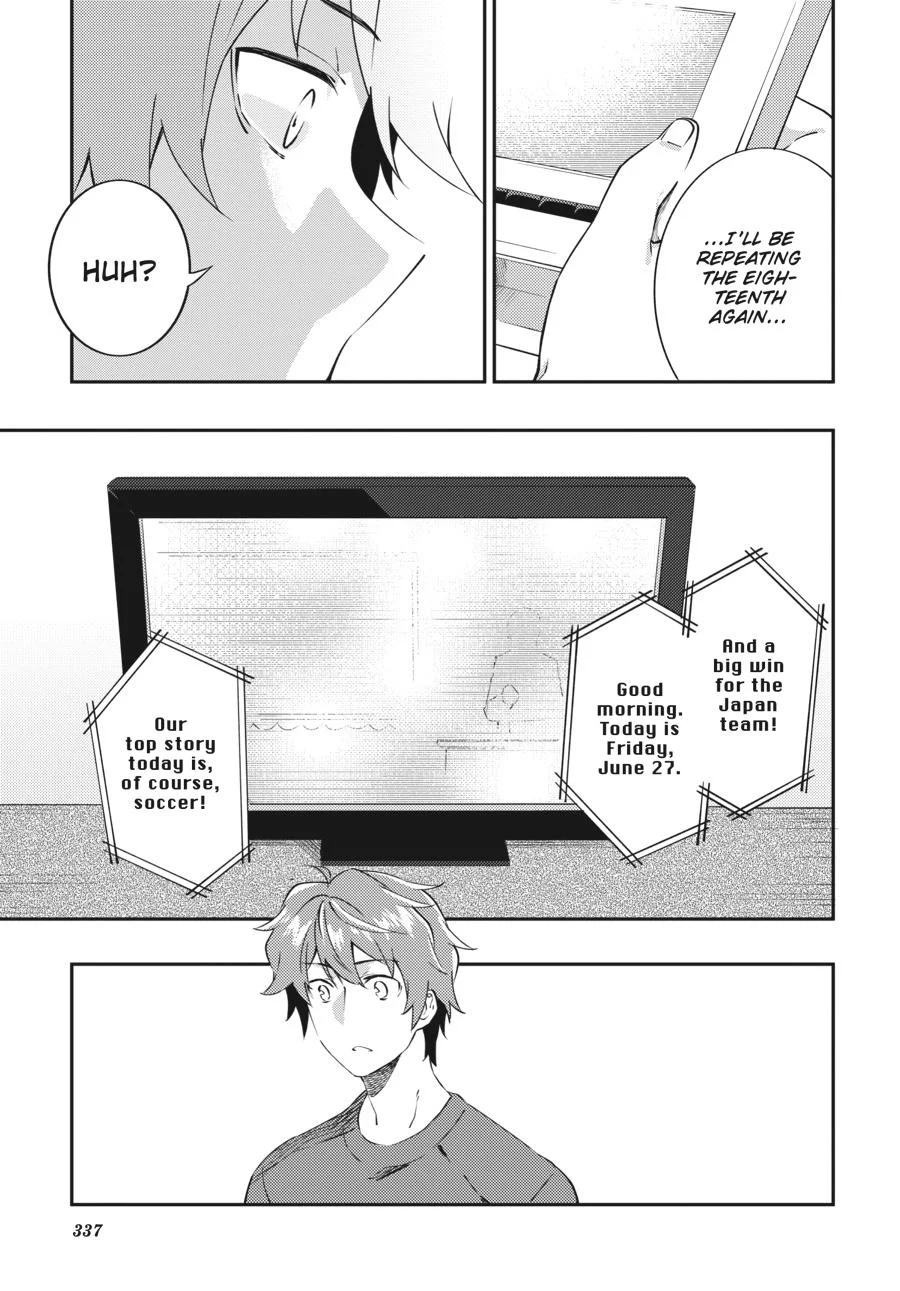 ...I'LL BE
REPEATING
THE EIGH-
TEENTH
AGAIN...
HUH?
And a
big win
for the
Japan
team!
Good
morning.
Today is
Friday,
June 27.
Our
top story
today is,
of course,
soccer!
337